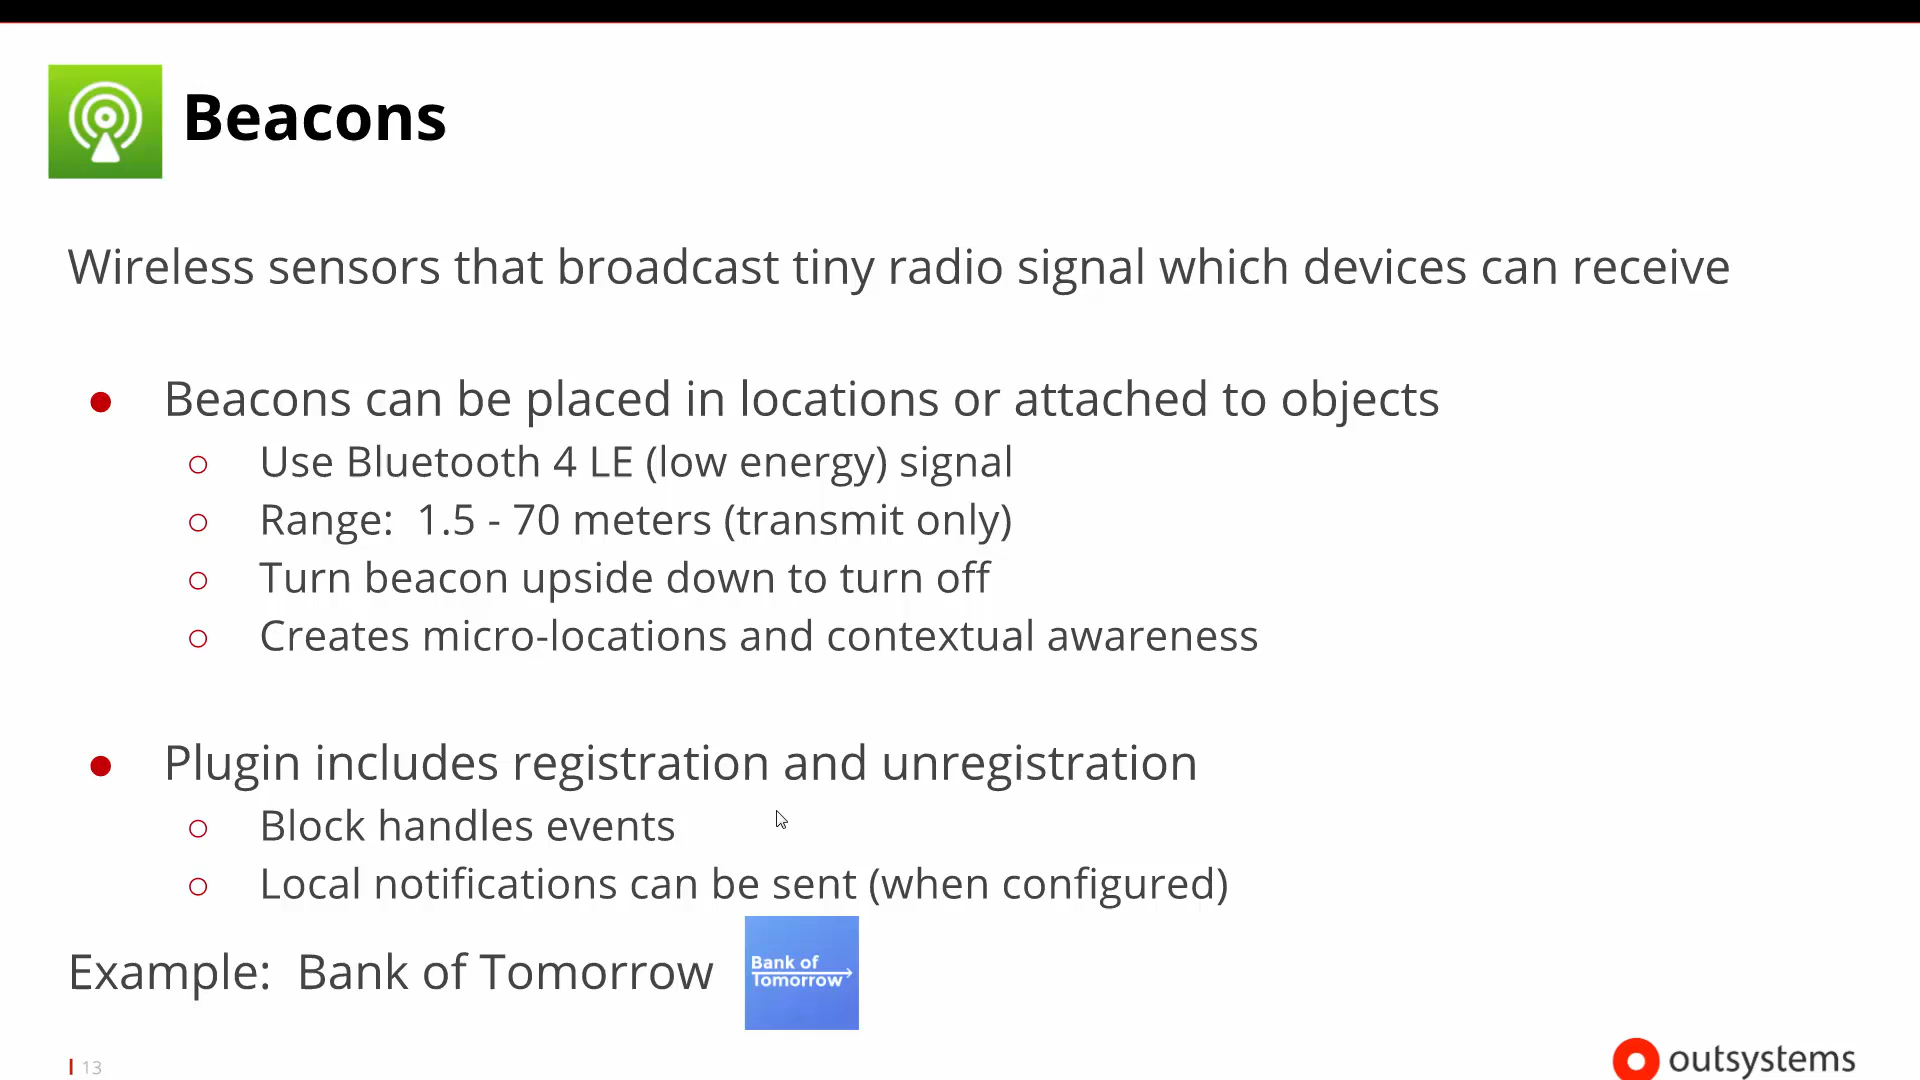 Beacons
Wireless sensors that broadcast tiny radio signal which devices can receive
● Beacons can be placed in locations or attached to objects
○ Use Bluetooth 4 LE (low energy) signal
○ Range:  1.5 - 70 meters (transmit only)
○ Turn beacon upside down to turn off
○ Creates micro-locations and contextual awareness
● Plugin includes registration and unregistration
○ Block handles events
○ Local notifications can be sent (when configured)
Example:  Bank of Tomorrow
Bank of
Tomorrow
13
outsystems